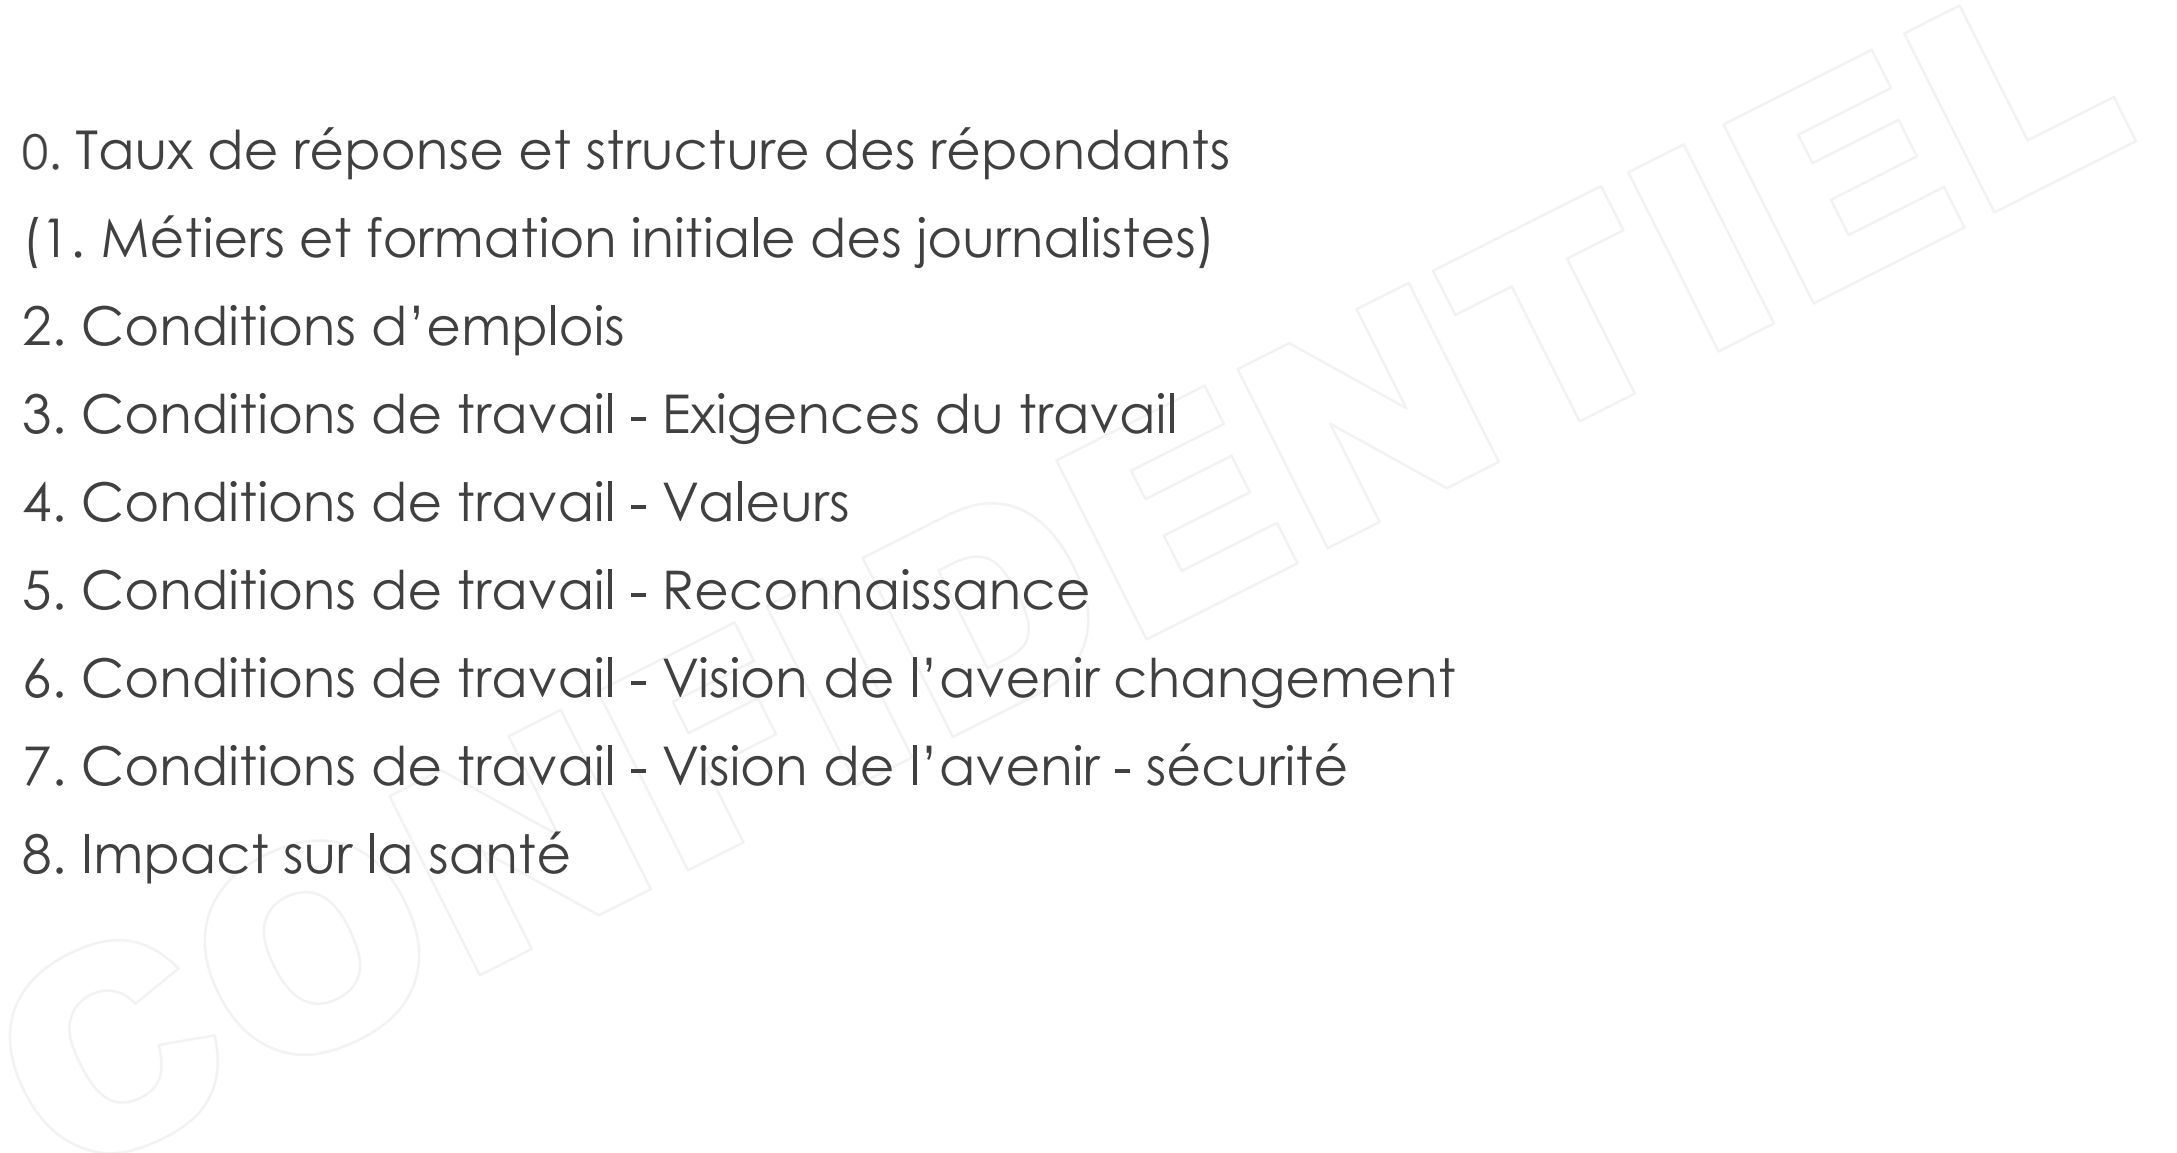 0. Taux de réponse et structure des répondants
(1. Métiers et formation initiale des journalistes)
2. Conditions d’emplois
3. Conditions de travail - Exigences du travail
4. Conditions de travail - Valeurs
5. Conditions de travail - Reconnaissance
6. Conditions de travail - Vision de l’avenir changement
7. Conditions de travail - Vision de l’avenir - sécurité
8. Impact sur la santé
CONFIDENTIEL